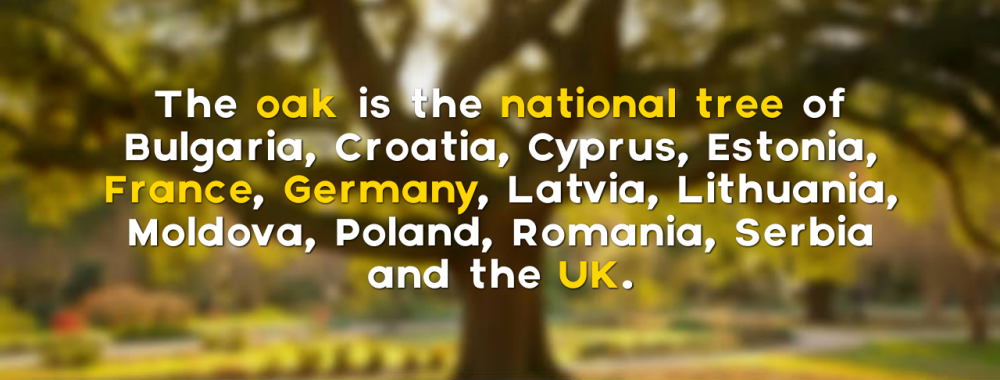 The oak is the national tree of
Bulgaria, Croatia, Cyprus, Estonia,
France, Germany, Latvia, Lithuania,
Moldova, Poland, Romania, Serbia
and the UK.